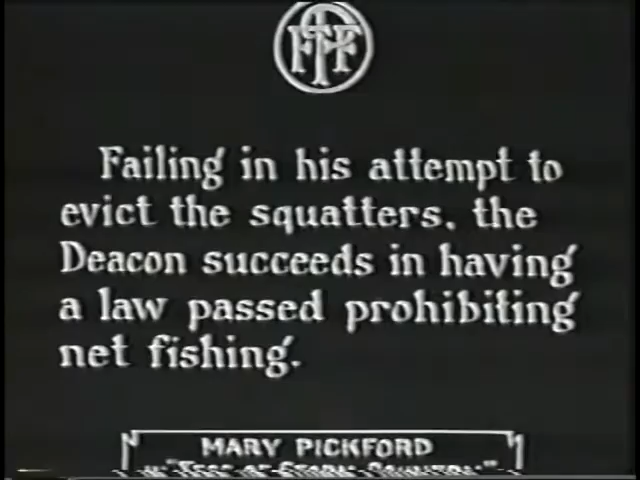 FPF
Failing in his attempt to
evict the squatters, the
Deacon succeeds in having
a law passed prohibiting
net fishing.
MARY PICKFORD